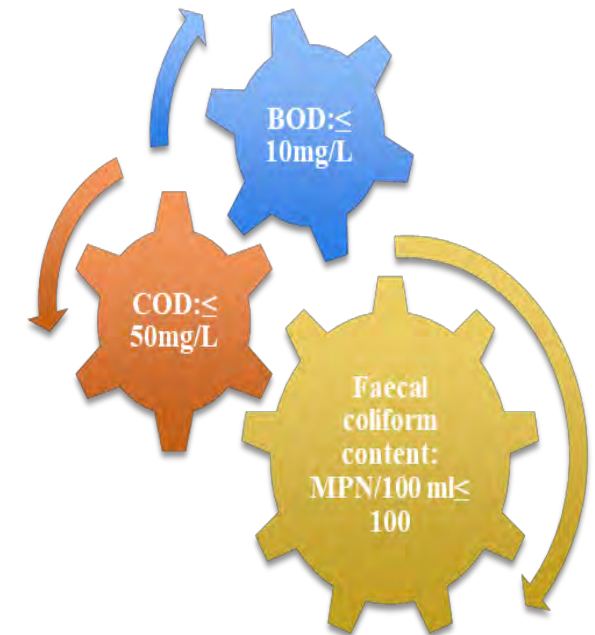 BOD:≤
10mg/L
COD:≤
50mg/L
Faecal
coliform
content:
MPN/100 ml≤
100